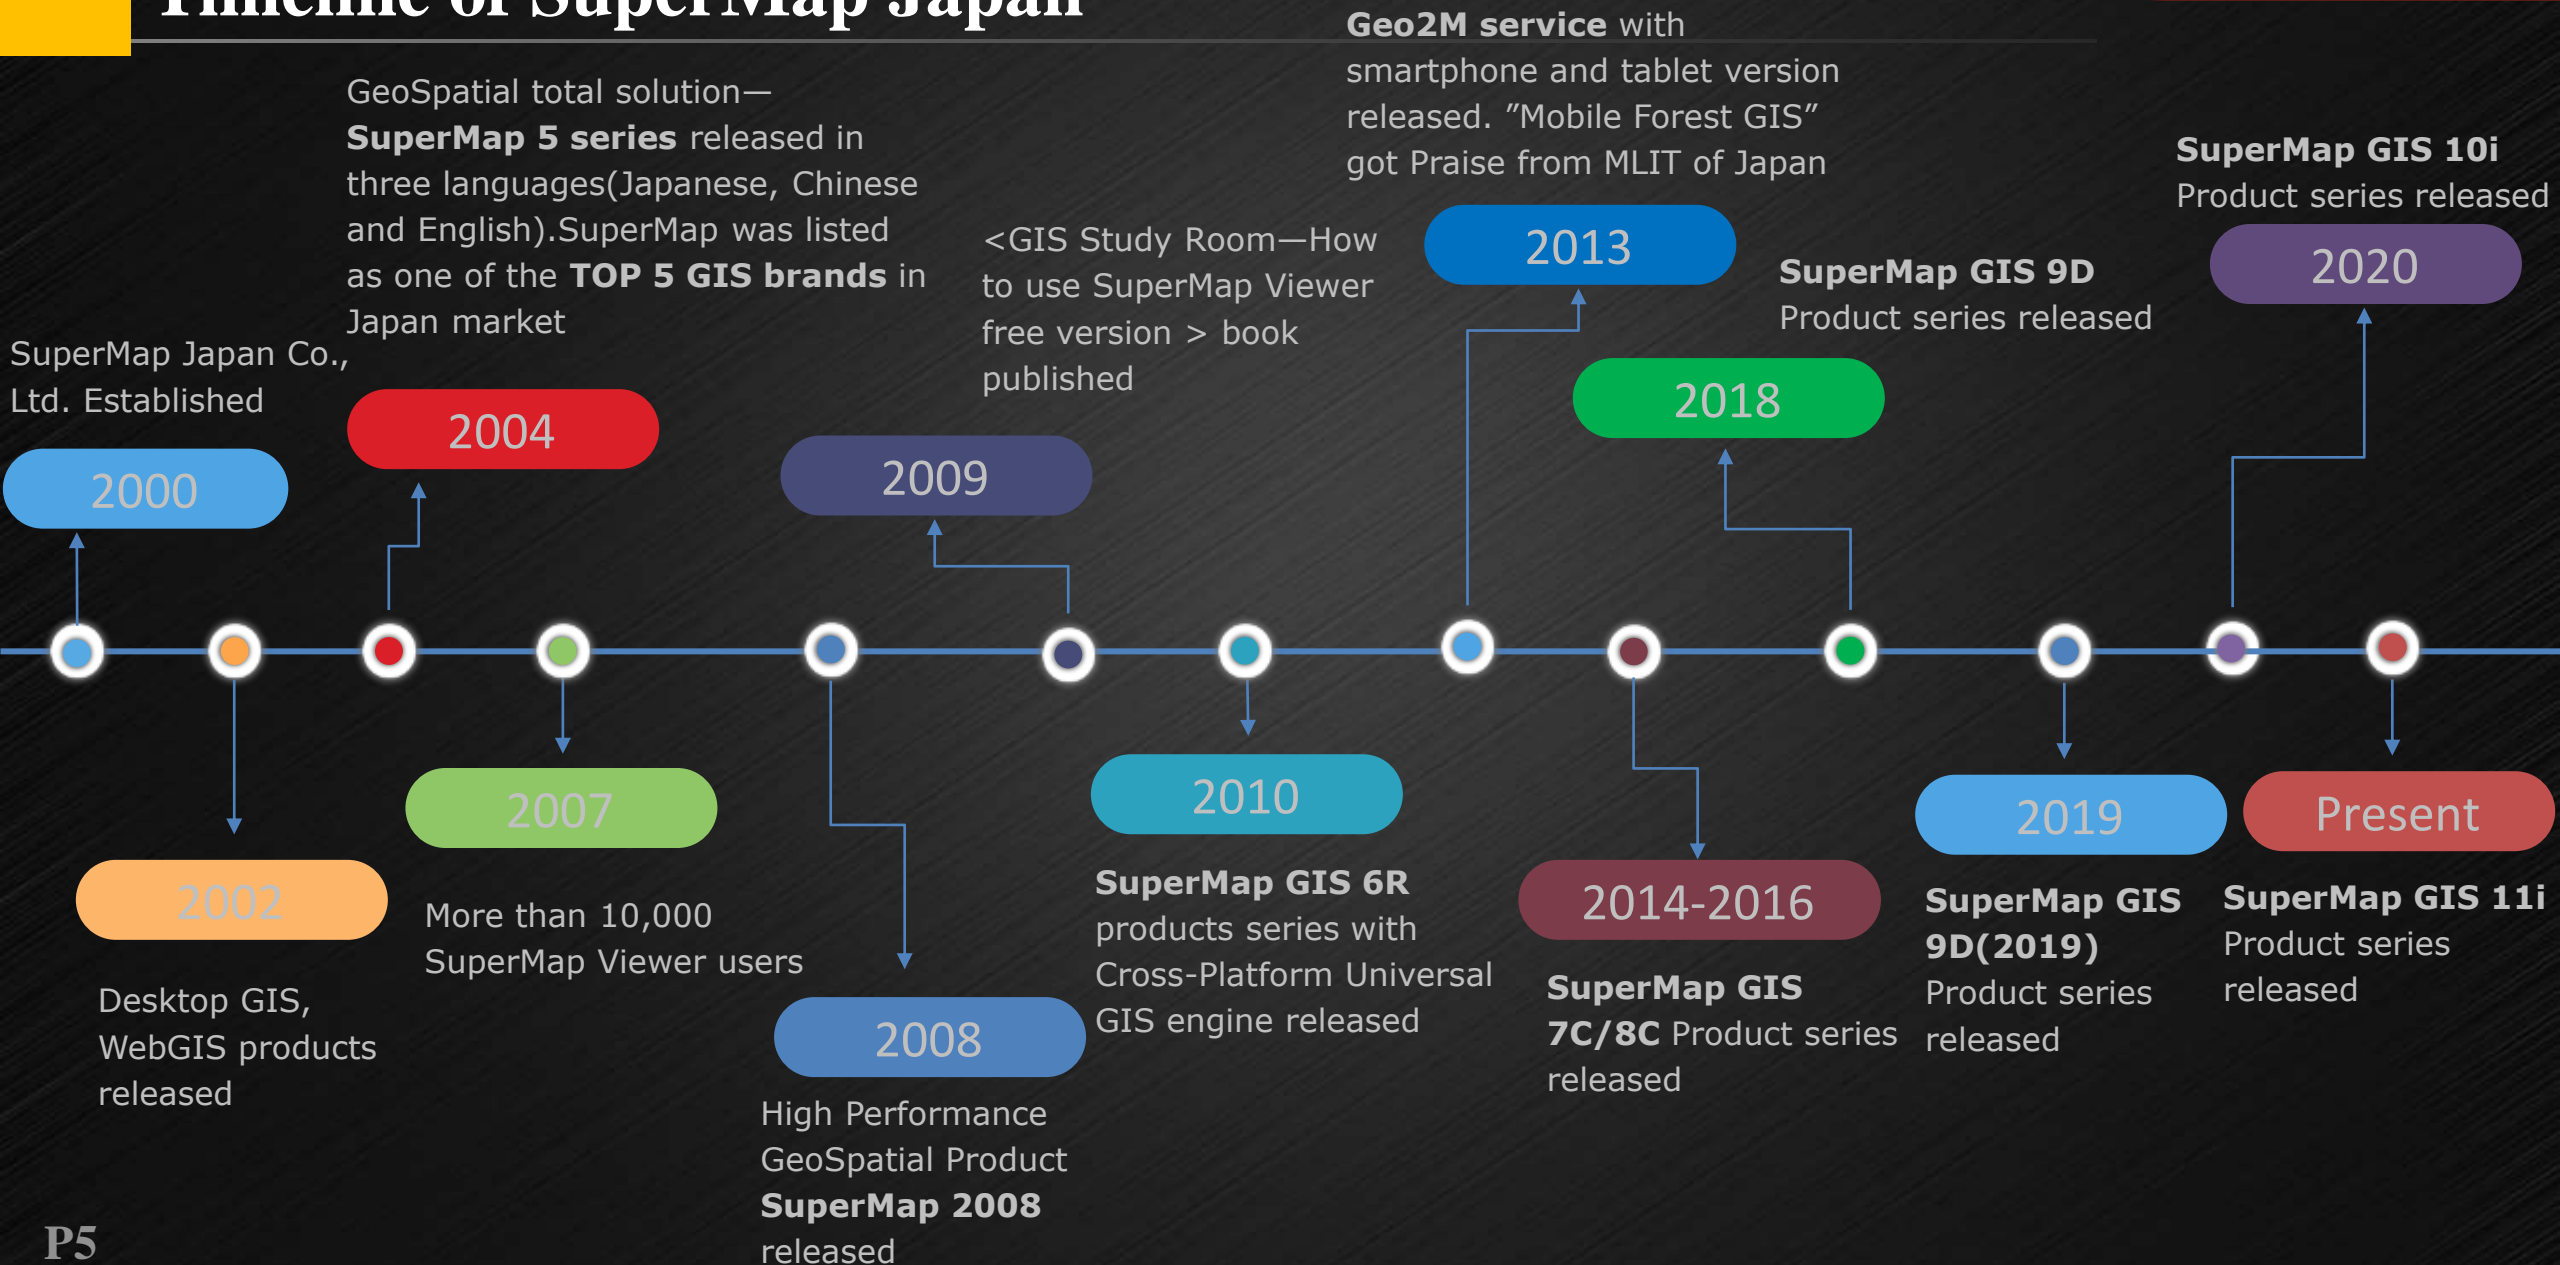 Timeline of SuperMap Japan
SuperMap Japan Co.,
Ltd. Established
2000
2002
Desktop GIS,
WebGIS products
released
GeoSpatial total solution—
SuperMap 5 series released in
three languages(Japanese, Chinese
and English).SuperMap was listed
as one of the TOP 5 GIS brands in
Japan market
2004
2007
More than 10,000
SuperMap Viewer users
2008
High Performance
GeoSpatial Product
SuperMap 2008
released
<GIS Study Room—How
to use SuperMap Viewer
free version > book
published
2009
2010
SuperMap GIS 6R
products series with
Cross-Platform Universal
GIS engine released
Geo2M service with
smartphone and tablet version
released. ”Mobile Forest GIS”
got Praise from MLIT of Japan
2013
2014-2016
SuperMap GIS
7C/8C Product series
released
SuperMap GIS 9D
Product series released
2018
2019
SuperMap GIS
9D(2019)
Product series
released
SuperMap GIS 10i
Product series released
2020
Present
SuperMap GIS 11i
Product series
released
P5